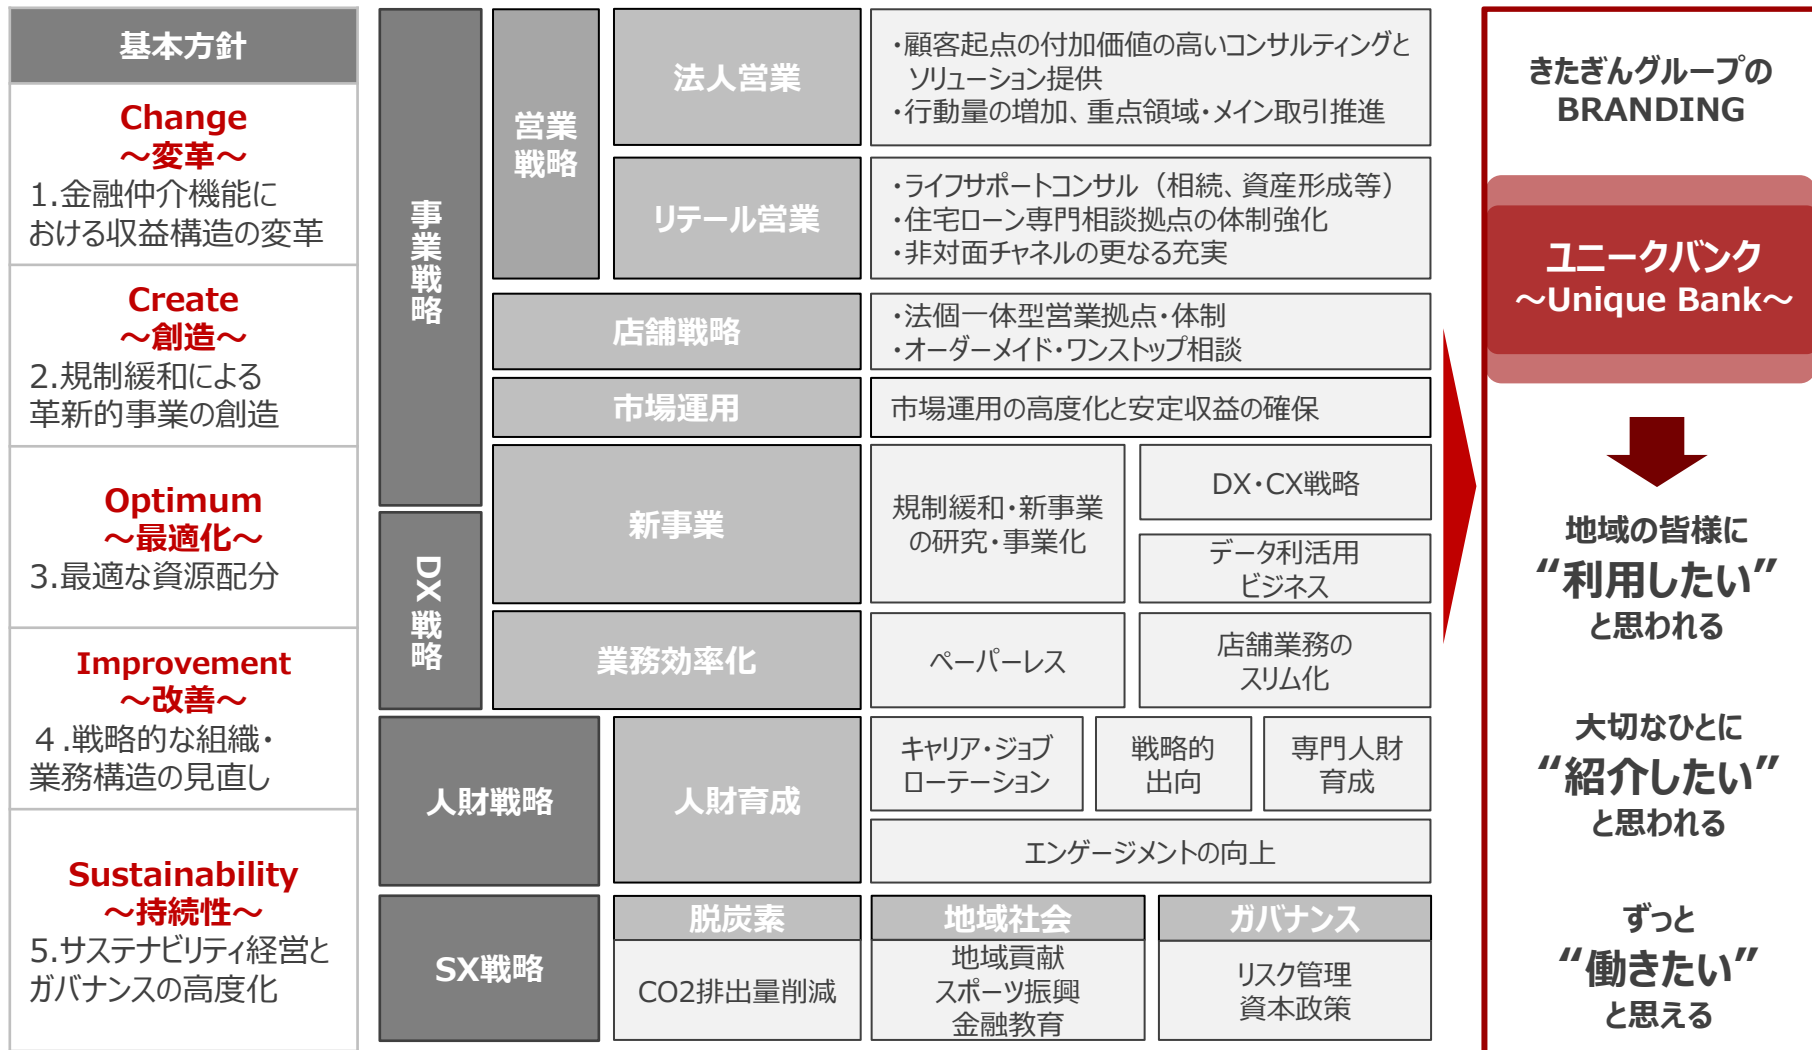 基本方針
Change
～変革～
1.金融仲介機能に
おける収益構造の変革
Create
～創造～
2.規制緩和による
革新的事業の創造
Optimum
～最適化～
3.最適な資源配分
Improvement
～改善～
４.戦略的な組織・
業務構造の見直し
Sustainability
～持続性～
5.サステナビリティ経営と
ガバナンスの高度化
事業戦略
営業
戦略
法人営業
・顧客起点の付加価値の高いコンサルティングと
ソリューション提供
・行動量の増加、重点領域・メイン取引推進
リテール営業
・ライフサポートコンサル（相続、資産形成等）
・住宅ローン専門相談拠点の体制強化
・非対面チャネルの更なる充実
店舗戦略
・法個一体型営業拠点・体制
・オーダーメイド・ワンストップ相談
市場運用
市場運用の高度化と安定収益の確保
DX戦略
新事業
規制緩和・新事業
の研究・事業化
DX・CX戦略
データ利活用
ビジネス
業務効率化
ペーパーレス
店舗業務の
スリム化
人財戦略
人財育成
キャリア・ジョブ
ローテーション
戦略的
出向
専門人財
育成
エンゲージメントの向上
SX戦略
脱炭素
CO2排出量削減
地域社会
地域貢献
スポーツ振興
金融教育
ガバナンス
リスク管理
資本政策
きたぎんグループの
BRANDING
ユニークバンク
～Unique Bank～
地域の皆様に
“利用したい”
と思われる
大切なひとに
“紹介したい”
と思われる
ずっと
“働きたい”
と思える